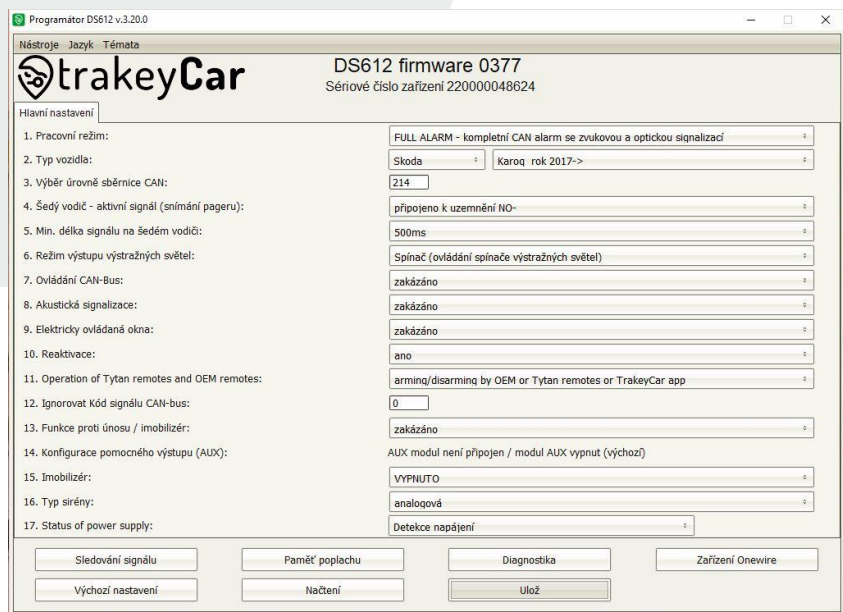 Programátor DS612 v.3.20.0
Nástroje Jazyk Témata
trakeyCar
DS612 firmware 0377
Sériové číslo zařízení 220000048624
Hlavní nastavení
1. Pracovní režim: FULL ALARM - kompletní CAN alarm se zvukovou a optickou signalizací
2. Typ vozidla: Skoda Karoq rok 2017->
3. Výběr úrovně sběrnice CAN: 214
4. Šedý vodič - aktivní signál (snímání pageru): připojeno k uzemnění NO-
5. Min. délka signálu na šedém vodiči: 500ms
6. Režim výstupu výstražných světel: Spínač (ovládání spínače výstražných světel)
7. Ovládání CAN-Bus: zakázáno
8. Akustická signalizace: zakázáno
9. Elektricky ovládaná okna: zakázáno
10. Reaktivace: ano
11. Operation of Tytan remotes and OEM remotes: arming/disarming by OEM or Tytan remotes or TrakeyCar app
12. Ignorovat Kód signálu CAN-bus: 0
13. Funkce proti únosu / imobilizér: zakázáno
14. Konfigurace pomocného výstupu (AUX): AUX modul není připojen / modul AUX vypnut (výchozí)
15. Imobilizér: VYPNUTO
16. Typ sirény: analogová
17. Status of power supply: Detekce napájení
Sledování signálu Paměť poplachu Diagnostika Zařízení Onewire
Výchozí nastavení Načtení Ulož